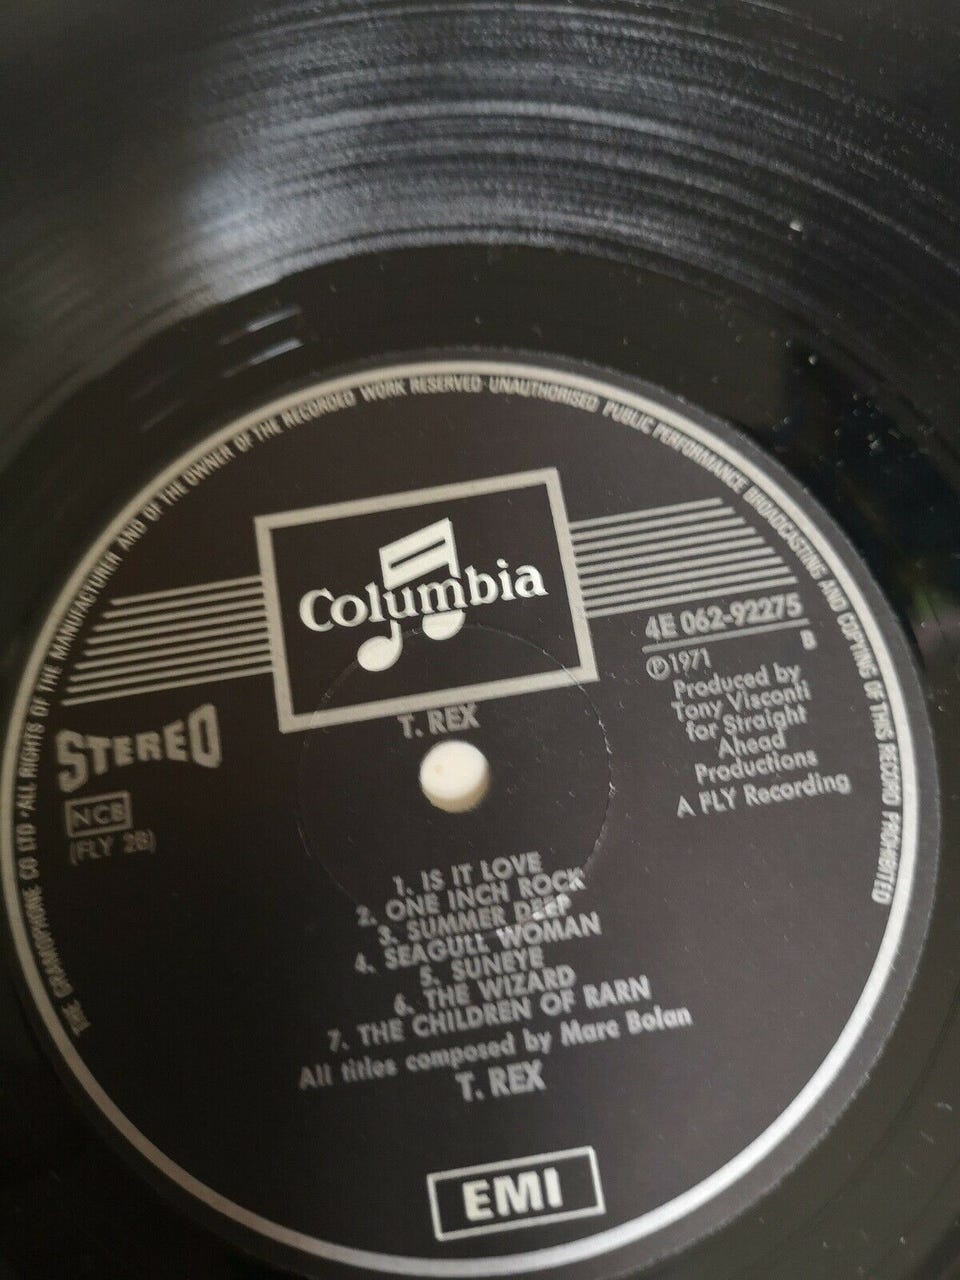 THE GRAMOPHONE CO LTD · ALL RIGHTS OF THE MANUFACTURER AND OF THE OWNER OF THE RECORDED WORK RESERVED · UNAUTHORISED PUBLIC PERFORMANCE BROADCASTING AND COPYING OF THIS RECORD PROHIBITED
Columbia
4E 062-92275
B
℗1971
Produced by
Tony Visconti
for Straight
Ahead
Productions
A FLY Recording
T. REX
STEREO
NCB
(FLY 2B)
1. IS IT LOVE
2. ONE INCH ROCK
3. SUMMER DEEP
4. SEAGULL WOMAN
5. SUNEYE
6. THE WIZARD
7. THE CHILDREN OF RARN
All titles composed by Marc Bolan
T. REX
EMI